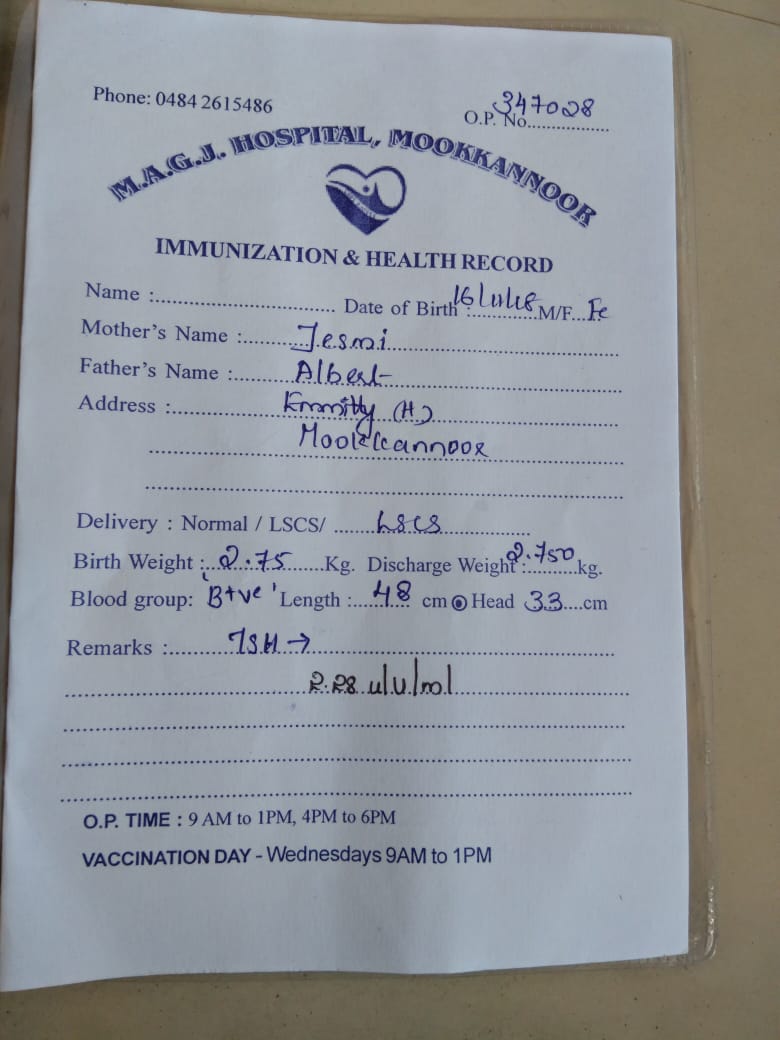 Phone: 0484 2615486
O.P. No. 347028
M.A.G.J. HOSPITAL, MOOKKANNOOR
IMMUNIZATION & HEALTH RECORD
Name :.................... Date of Birth : 16/11/18 M/F... Fe
Mother's Name : Jesmi
Father's Name : Albert
Address : (H)
Mookkannoor
Delivery : Normal / LSCS/ LSCS
Birth Weight : 2.75 Kg. Discharge Weight : 2.750 kg.
Blood group: 'B+ve' Length : 48 cm Head 33 cm
Remarks : TSH →
2.28 uIU/ml
O.P. TIME : 9 AM to 1PM, 4PM to 6PM
VACCINATION DAY - Wednesdays 9AM to 1PM